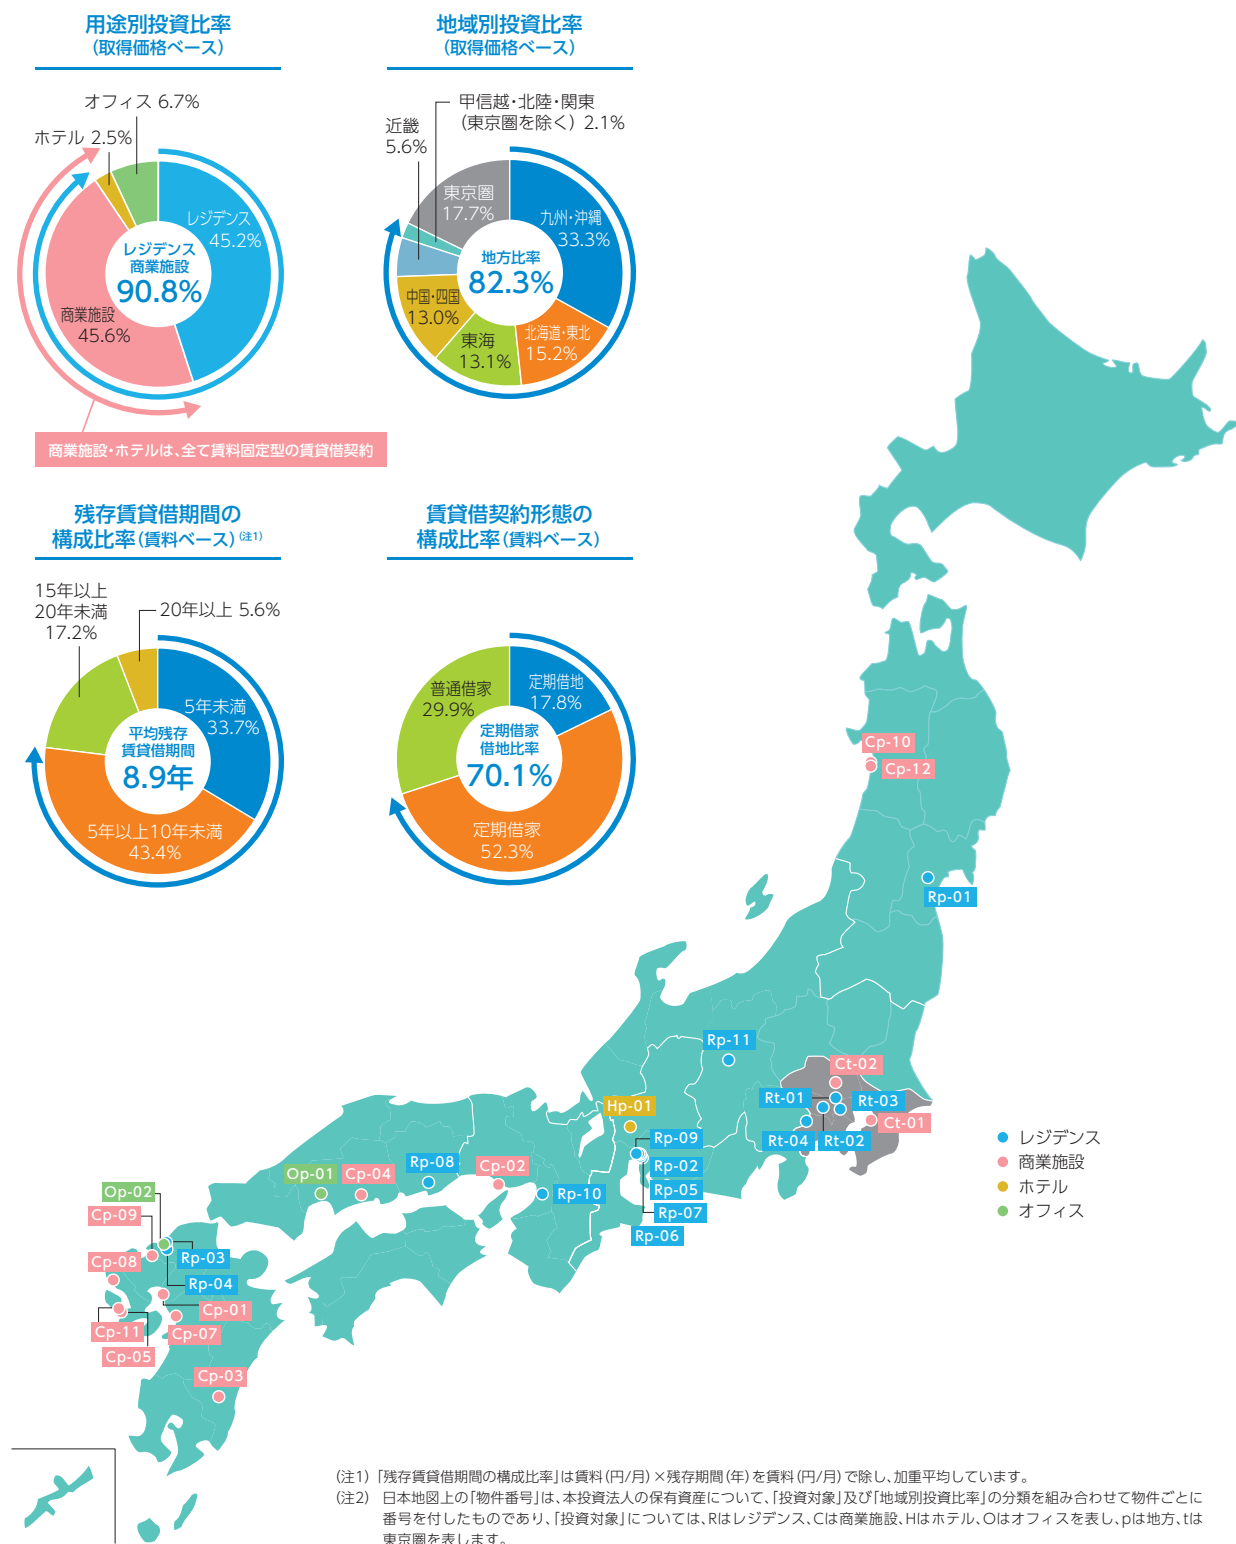 用途別投資比率
(取得価格ベース)
オフィス 6.7%
ホテル 2.5%
レジデンス
45.2%
レジデンス
商業施設
90.8%
商業施設
45.6%
商業施設・ホテルは、全て賃料固定型の賃貸借契約
地域別投資比率
(取得価格ベース)
甲信越・北陸・関東
(東京圏を除く) 2.1%
近畿
5.6%
東京圏
17.7%
九州・沖縄
33.3%
地方比率
82.3%
中国・四国
13.0%
東海
13.1%
北海道・東北
15.2%
残存賃貸借期間の
構成比率(賃料ベース)(注1)
15年以上
20年未満
17.2%
20年以上 5.6%
5年未満
33.7%
平均残存
賃貸借期間
8.9年
5年以上10年未満
43.4%
賃貸借契約形態の
構成比率(賃料ベース)
普通借家
29.9%
定期借地
17.8%
定期借家
借地比率
70.1%
定期借家
52.3%
Cp-10
Cp-12
Rp-01
Rp-11
Ct-02
Rt-01
Rt-03
Ct-01
Rt-04
Rt-02
Hp-01
Rp-09
Rp-02
Rp-05
Rp-07
Rp-06
Op-01
Cp-04
Rp-08
Cp-02
Rp-10
Op-02
Cp-09
Rp-03
Cp-08
Rp-04
Cp-01
Cp-11
Cp-07
Cp-05
Cp-03
レジデンス
商業施設
ホテル
オフィス
(注1)「残存賃貸借期間の構成比率」は賃料(円/月)×残存期間(年)を賃料(円/月)で除し、加重平均しています。
(注2) 日本地図上の「物件番号」は、本投資法人の保有資産について、「投資対象」及び「地域別投資比率」の分類を組み合わせて物件ごとに
番号を付したものであり、「投資対象」については、Rはレジデンス、Cは商業施設、Hはホテル、Oはオフィスを表し、pは地方、tは
東京圏を表します。